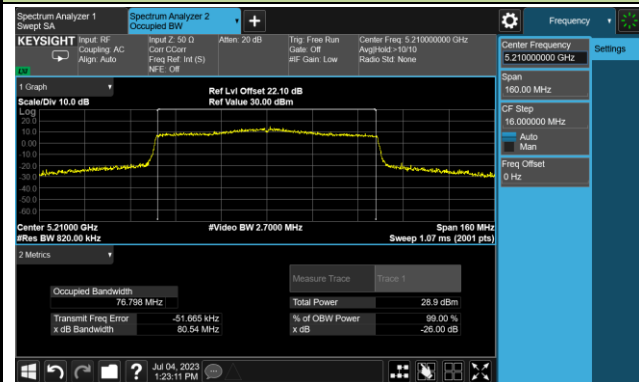 Spectrum Analyzer 1
Swept SA
Spectrum Analyzer 2
Occupied BW
Frequency
KEYSIGHT
Input: RF
Coupling: AC
Align: Auto
Input Z: 50 Ω
Corr CCorr
Freq Ref: Int (S)
NFE: Off
Atten: 20 dB
Trig: Free Run
Gate: Off
#IF Gain: Low
Center Freq: 5.210000000 GHz
Avg|Hold:>10/10
Radio Std: None
Center Frequency
5.210000000 GHz
Settings
Span
160.00 MHz
CF Step
16.000000 MHz
Auto
Man
Freq Offset
0 Hz
1 Graph
Scale/Div 10.0 dB
Ref Lvl Offset 22.10 dB
Ref Value 30.00 dBm
Log
20.0
10.0
0.00
-10.0
-20.0
-30.0
-40.0
-50.0
-60.0
Center 5.21000 GHz
#Res BW 820.00 kHz
#Video BW 2.7000 MHz
Span 160 MHz
Sweep 1.07 ms (2001 pts)
2 Metrics
Measure Trace
Trace 1
Occupied Bandwidth
76.798 MHz
Total Power
28.9 dBm
Transmit Freq Error
-51.665 kHz
% of OBW Power
99.00 %
x dB Bandwidth
80.54 MHz
x dB
-26.00 dB
Jul 04, 2023
1:23:11 PM